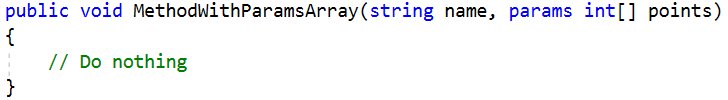 public void MethodWithParamsArray(string name, params int[] points)
{
    // Do nothing
}